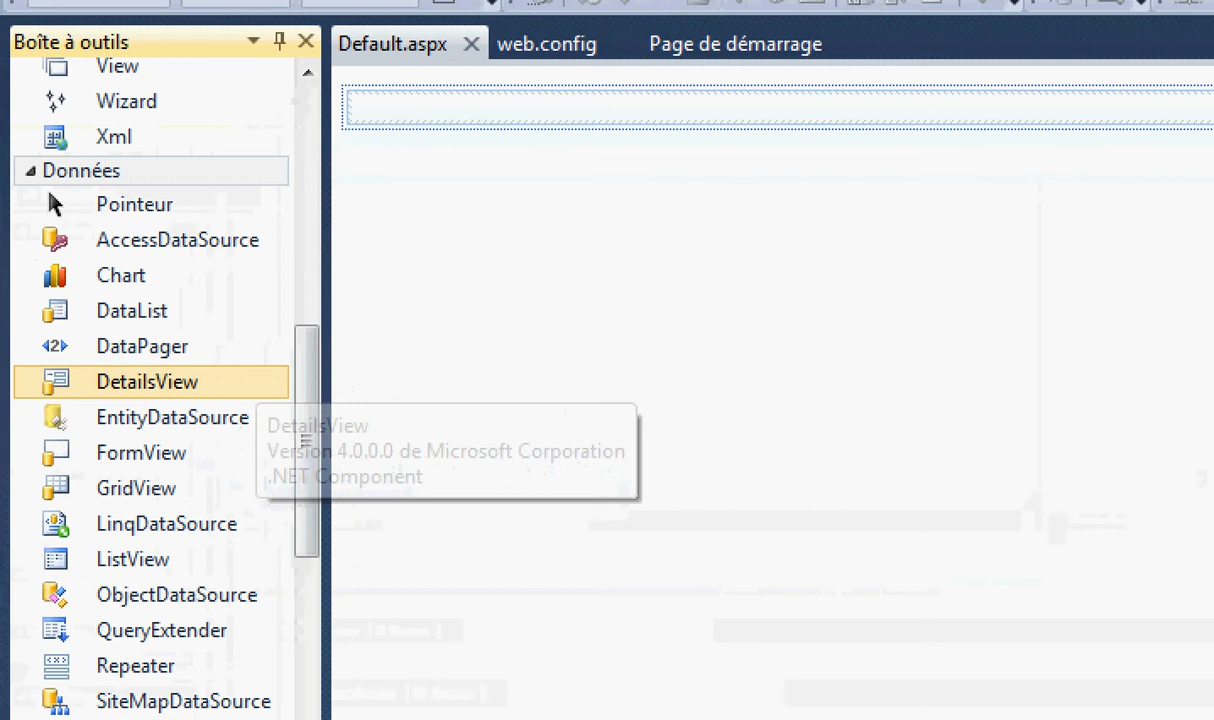 Boîte à outils
Default.aspx
web.config
Page de démarrage
View
Wizard
Xml
Données
Pointeur
AccessDataSource
Chart
DataList
DataPager
DetailsView
EntityDataSource
DetailsView
Version 4.0.0.0 de Microsoft Corporation
.NET Component
FormView
GridView
LinqDataSource
ListView
ObjectDataSource
QueryExtender
Repeater
SiteMapDataSource